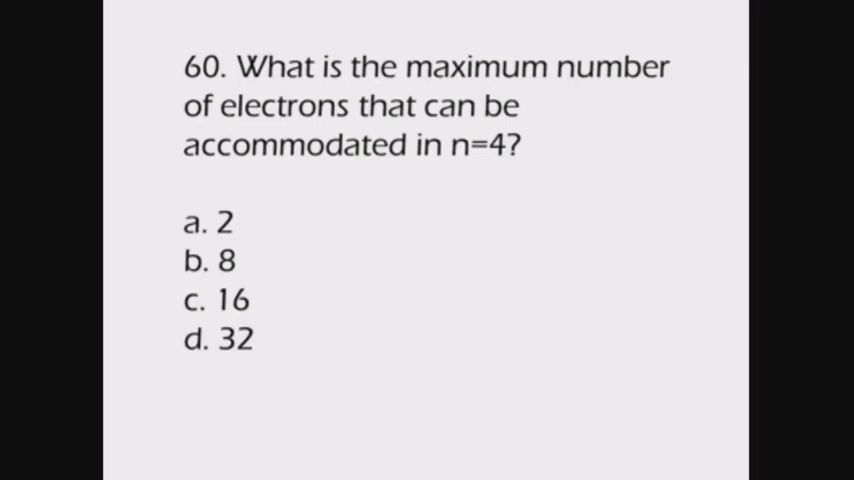 60. What is the maximum number
of electrons that can be
accommodated in n=4?
a. 2
b. 8
c. 16
d. 32